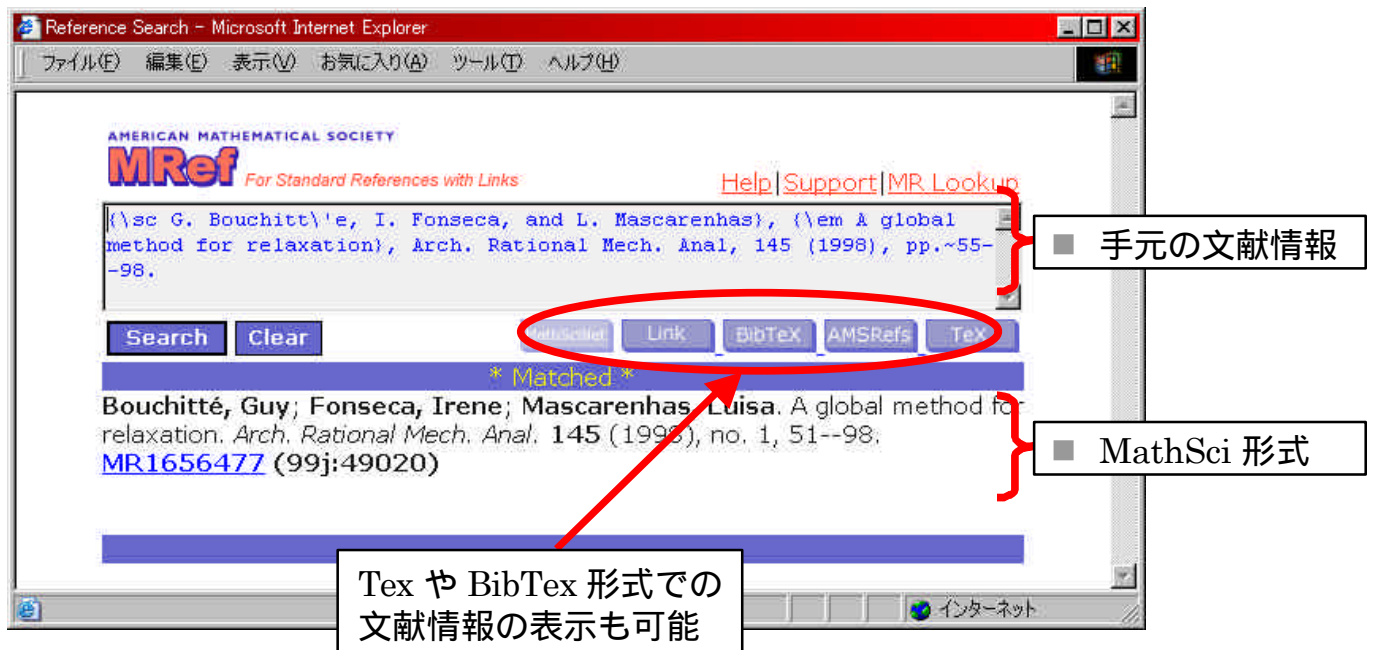 Reference Search - Microsoft Internet Explorer
ファイル(F) 編集(E) 表示(V) お気に入り(A) ツール(T) ヘルプ(H)
AMERICAN MATHEMATICAL SOCIETY
MRef For Standard References with Links
Help|Support|MR Lookup
{\sc G. Bouchitt\'e, I. Fonseca, and L. Mascarenhas}, {\em A global
method for relaxation}, Arch. Rational Mech. Anal, 145 (1998), pp.~55-
-98.
■ 手元の文献情報
Search Clear MathSciNet Link BibTeX AMSRefs TeX
* Matched *
Bouchitté, Guy; Fonseca, Irene; Mascarenhas, Luísa. A global method for
relaxation. Arch. Rational Mech. Anal. 145 (1998), no. 1, 51--98.
MR1656477 (99j:49020)
■ MathSci 形式
Tex や BibTex 形式での
文献情報の表示も可能
インターネット